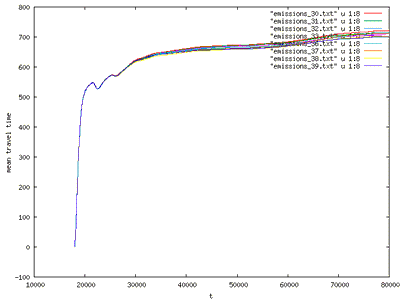 800
700
600
500
400
300
200
100
0
-100
mean travel time
"emissions_30.txt" u 1:8
"emissions_31.txt" u 1:8
"emissions_32.txt" u 1:8
"emissions_36.txt" u 1:8
"emissions_37.txt" u 1:8
"emissions_38.txt" u 1:8
"emissions_39.txt" u 1:8
10000 20000 30000 40000 50000 60000 70000 80000
t